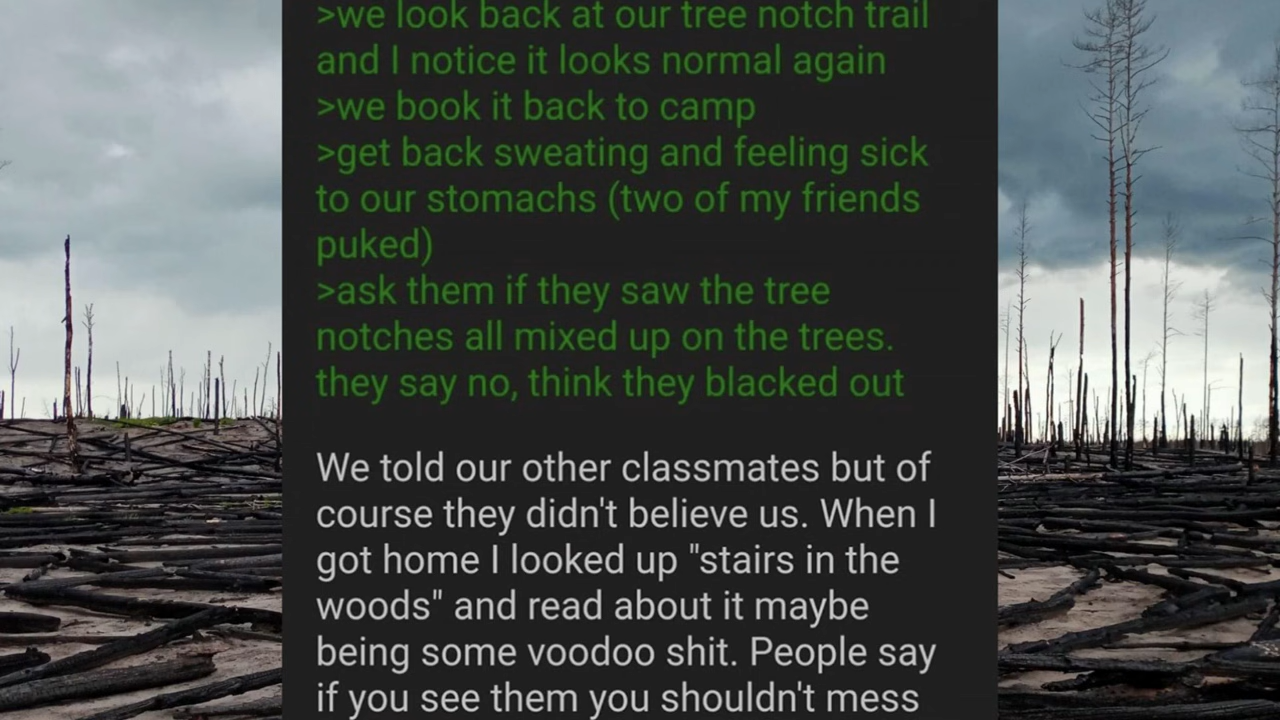 >we look back at our tree notch trail
and I notice it looks normal again
>we book it back to camp
>get back sweating and feeling sick
to our stomachs (two of my friends
puked)
>ask them if they saw the tree
notches all mixed up on the trees.
they say no, think they blacked out
We told our other classmates but of
course they didn't believe us. When I
got home I looked up "stairs in the
woods" and read about it maybe
being some voodoo shit. People say
if you see them you shouldn't mess